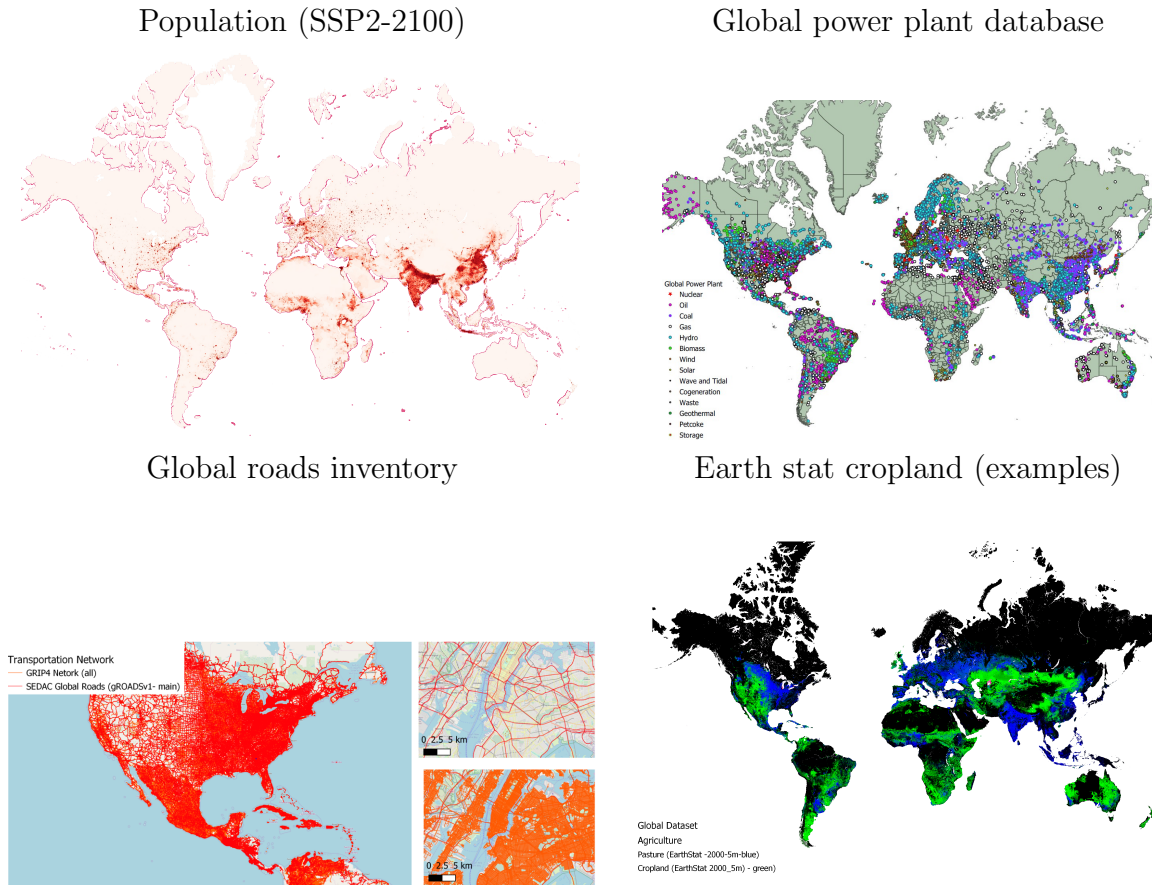 Population (SSP2-2100)
Global power plant database
Global Power Plant
Nuclear
Oil
Coal
Gas
Hydro
Biomass
Wind
Solar
Wave and Tidal
Cogeneration
Waste
Geothermal
Petcoke
Storage
Global roads inventory
Earth stat cropland (examples)
Transportation Network
GRIP4 Netork (all)
SEDAC Global Roads (gROADSv1- main)
0 2.5 5 km
0 2.5 5 km
Global Dataset
Agriculture
Pasture (EarthStat -2000-5m-blue)
Cropland (EarthStat 2000_5m) - green)